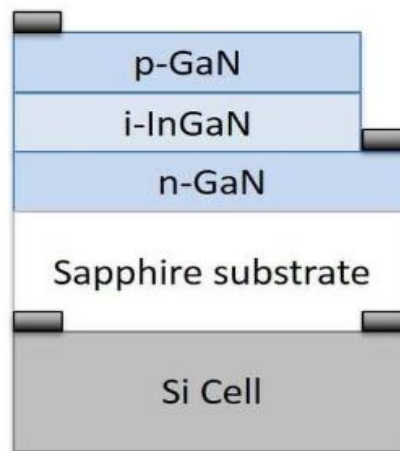 p-GaN
i-InGaN
n-GaN
Sapphire substrate
Si Cell